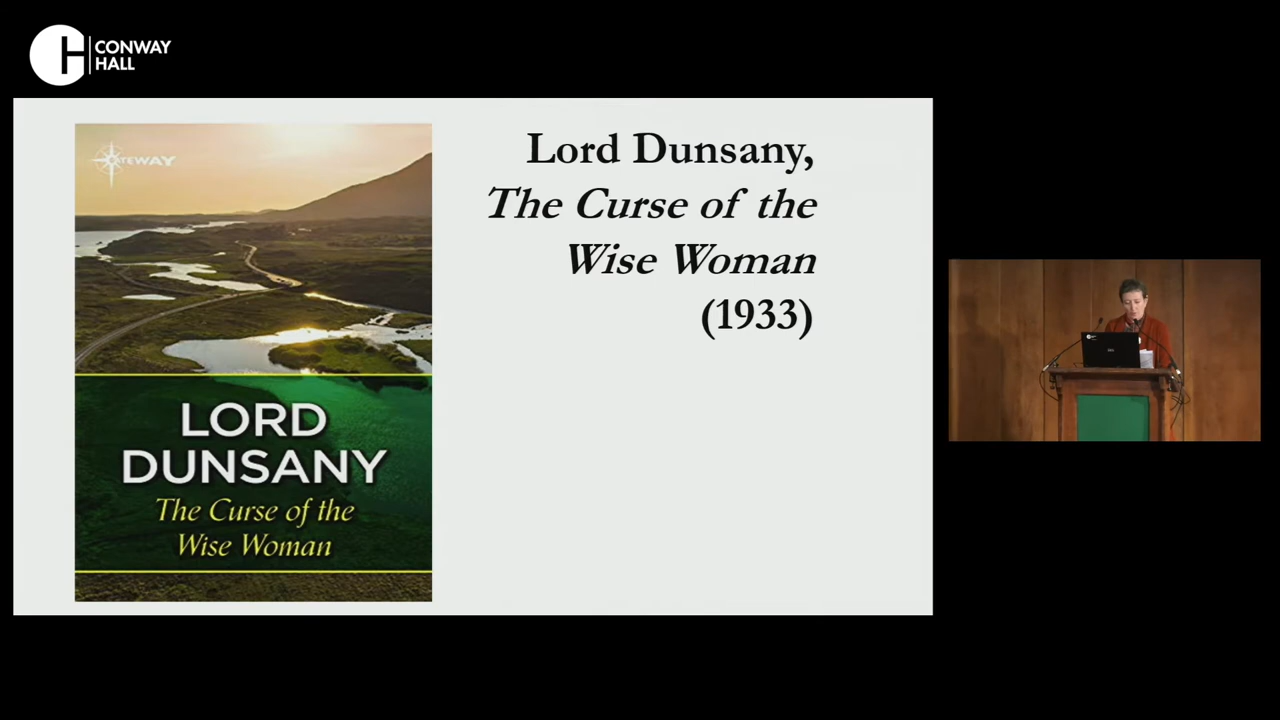 CONWAY
HALL
GATEWAY
LORD
DUNSANY
The Curse of the
Wise Woman
Lord Dunsany,
The Curse of the
Wise Woman
(1933)